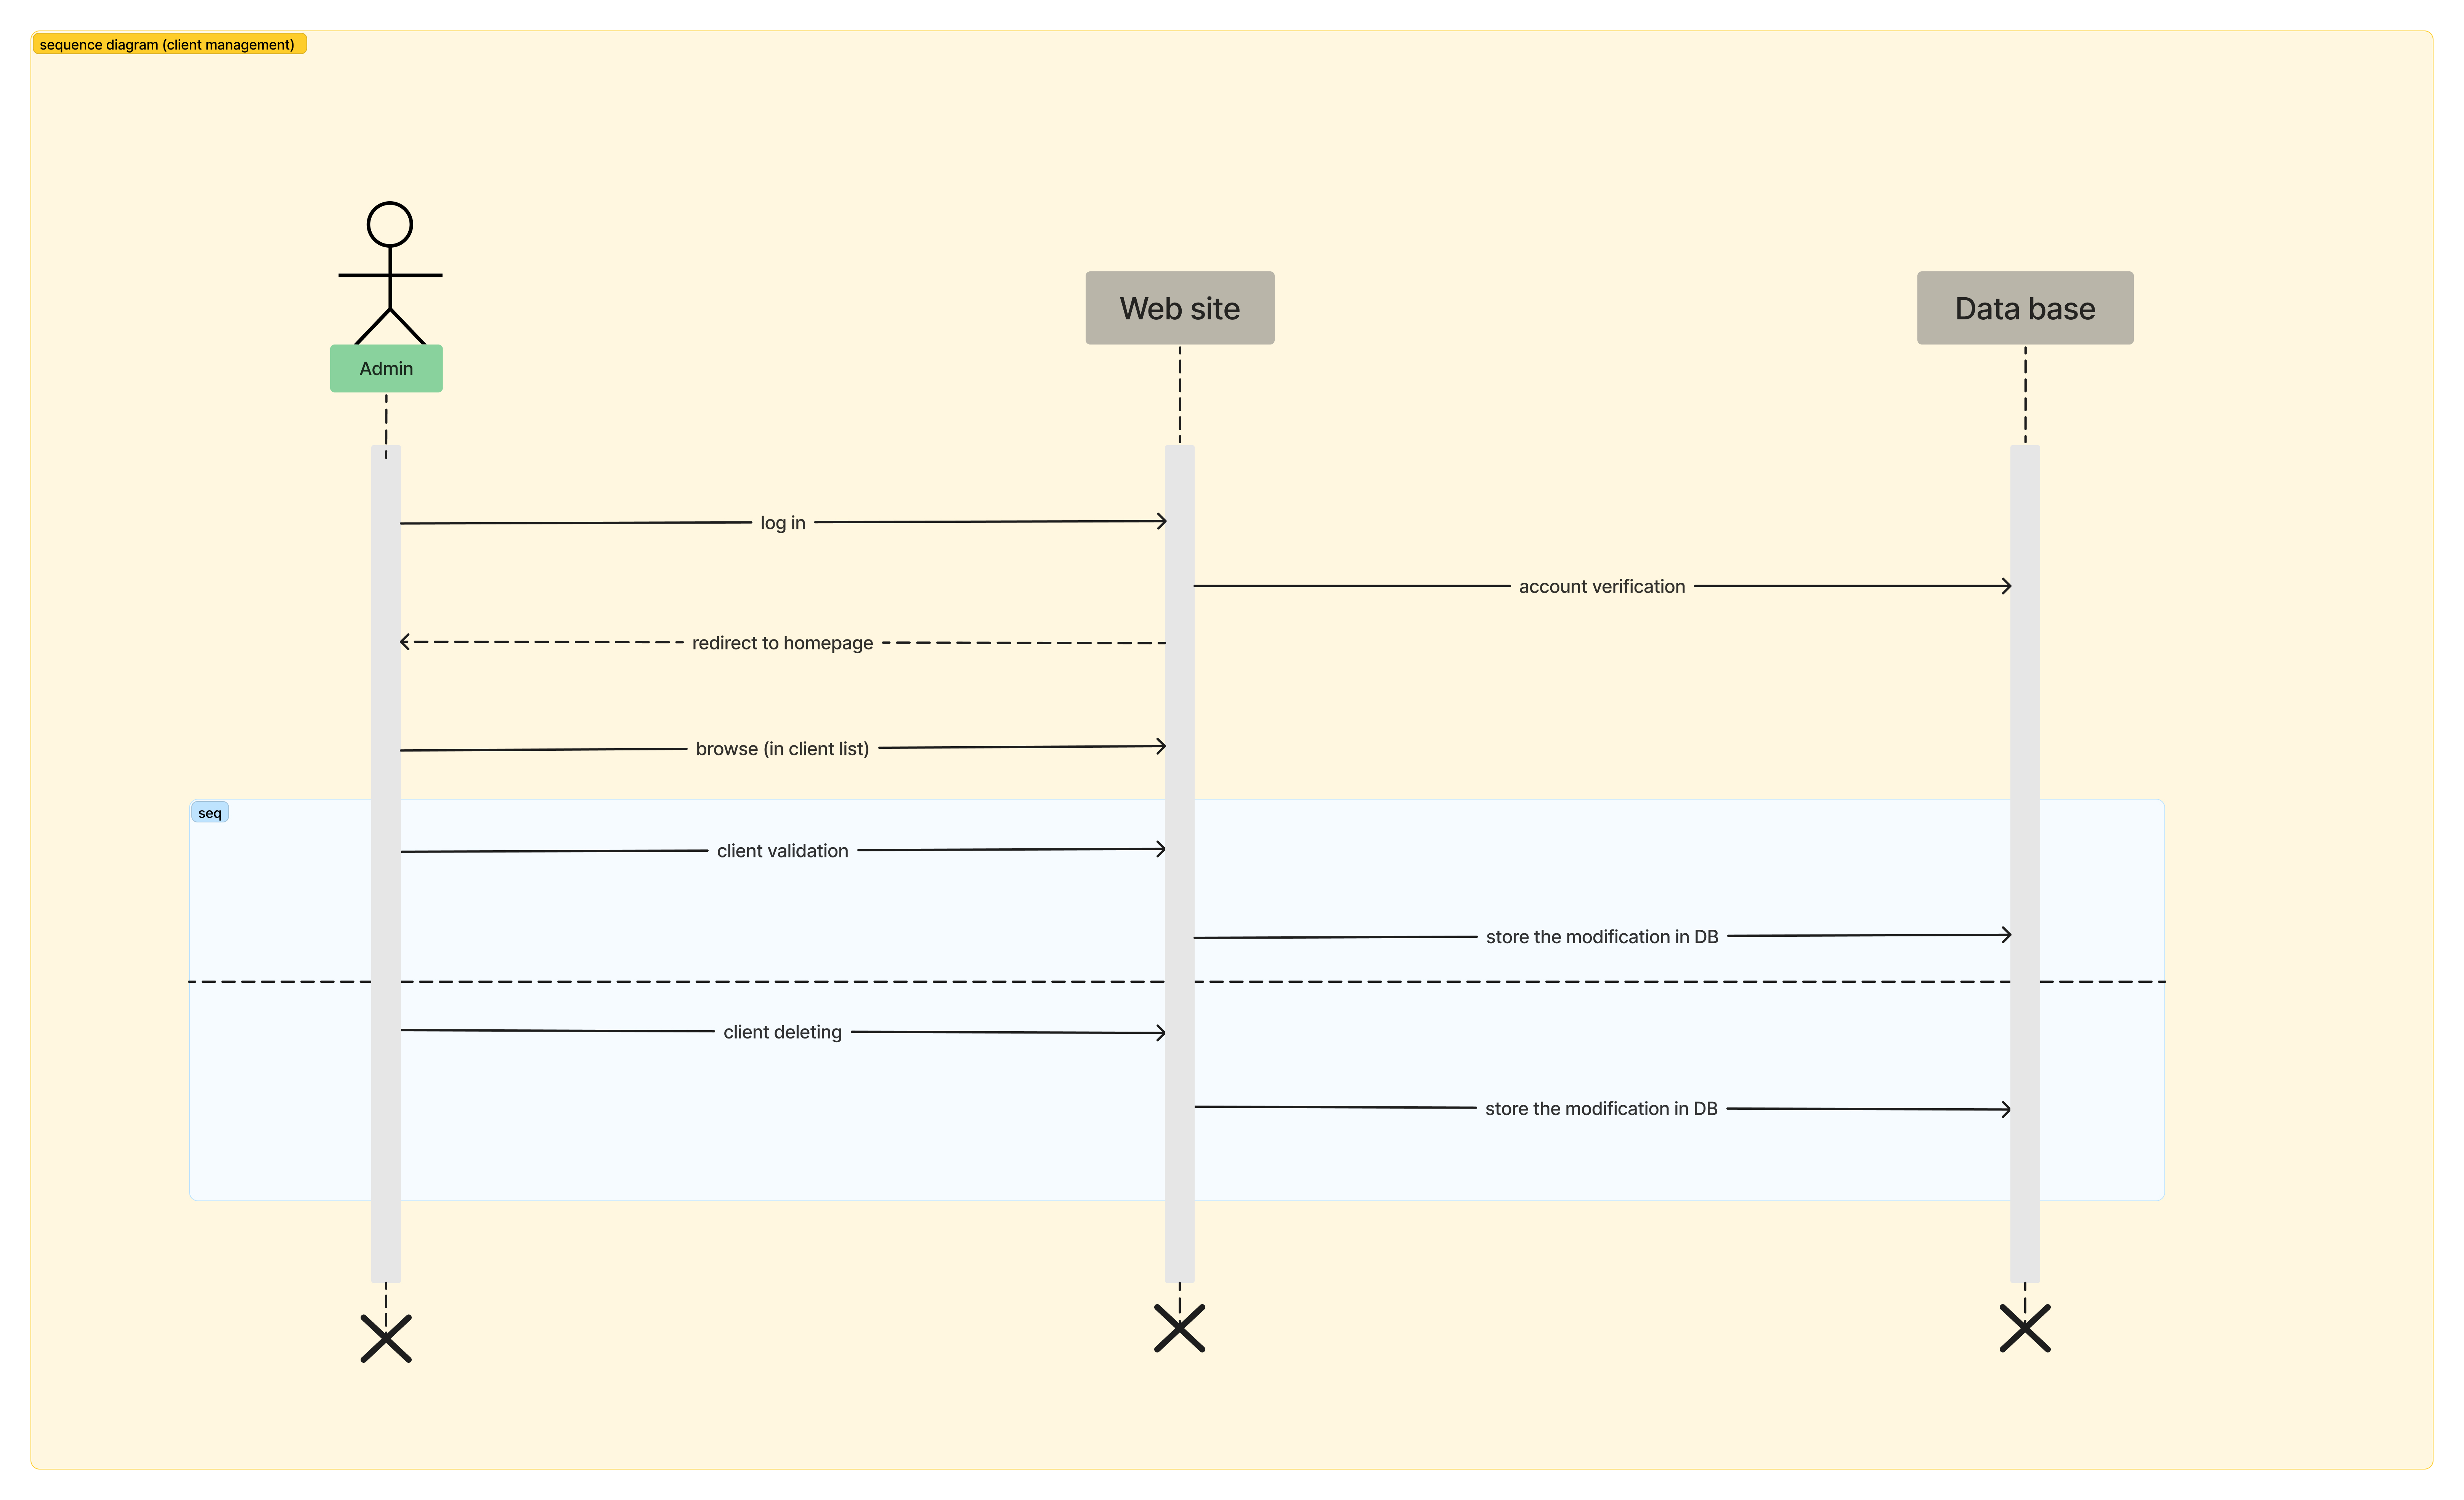 sequence diagram (client management)
Web site
Data base
Admin
log in
account verification
redirect to homepage
browse (in client list)
seq
client validation
store the modification in DB
client deleting
store the modification in DB